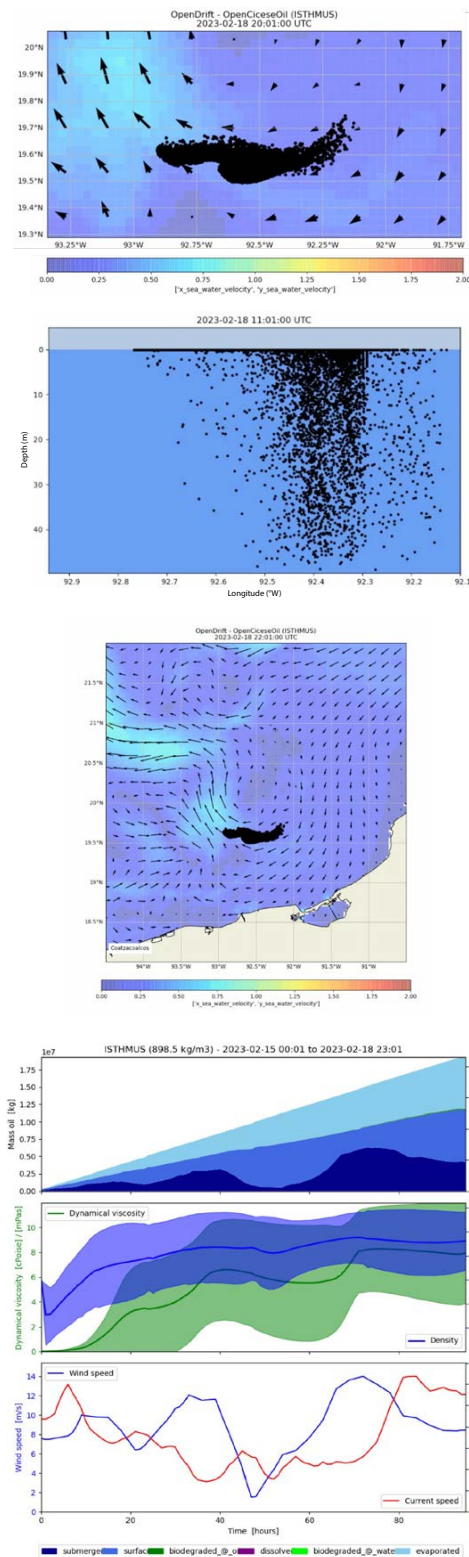 OpenDrift - OpenCiceseOil (ISTHMUS)
2023-02-18 20:01:00 UTC
20°N
19.9°N
19.8°N
19.7°N
19.6°N
19.5°N
19.4°N
19.3°N
93.25°W 93°W 92.75°W 92.5°W 92.25°W 92°W 91.75°W
0.00 0.25 0.50 0.75 1.00 1.25 1.50 1.75 2.00
['x_sea_water_velocity', 'y_sea_water_velocity']
2023-02-18 11:01:00 UTC
0
10
20
30
40
Depth (m)
92.9 92.8 92.7 92.6 92.5 92.4 92.3 92.2 92.1
Longitude (°W)
OpenDrift - OpenCiceseOil (ISTHMUS)
2023-02-18 22:01:00 UTC
21.5°N
21°N
20.5°N
20°N
19.5°N
19°N
18.5°N
Coatzacoalcos
94°W 93.5°W 93°W 92.5°W 92°W 91.5°W 91°W
0.00 0.25 0.50 0.75 1.00 1.25 1.50 1.75 2.00
['x_sea_water_velocity', 'y_sea_water_velocity']
ISTHMUS (898.5 kg/m3) - 2023-02-15 00:01 to 2023-02-18 23:01
1e7
1.75
1.50
1.25
1.00
0.75
0.50
0.25
0.00
Mass oil [kg]
Dynamical viscosity
10
8
6
4
2
0
Dynamical viscosity [cPoise] / [mPas]
Density
Wind speed
14
12
10
8
6
4
2
0
Wind speed [m/s]
Current speed
0 20 40 60 80
Time [hours]
submerge surfac biodegraded_@_o dissolve biodegraded_@_wate evaporated